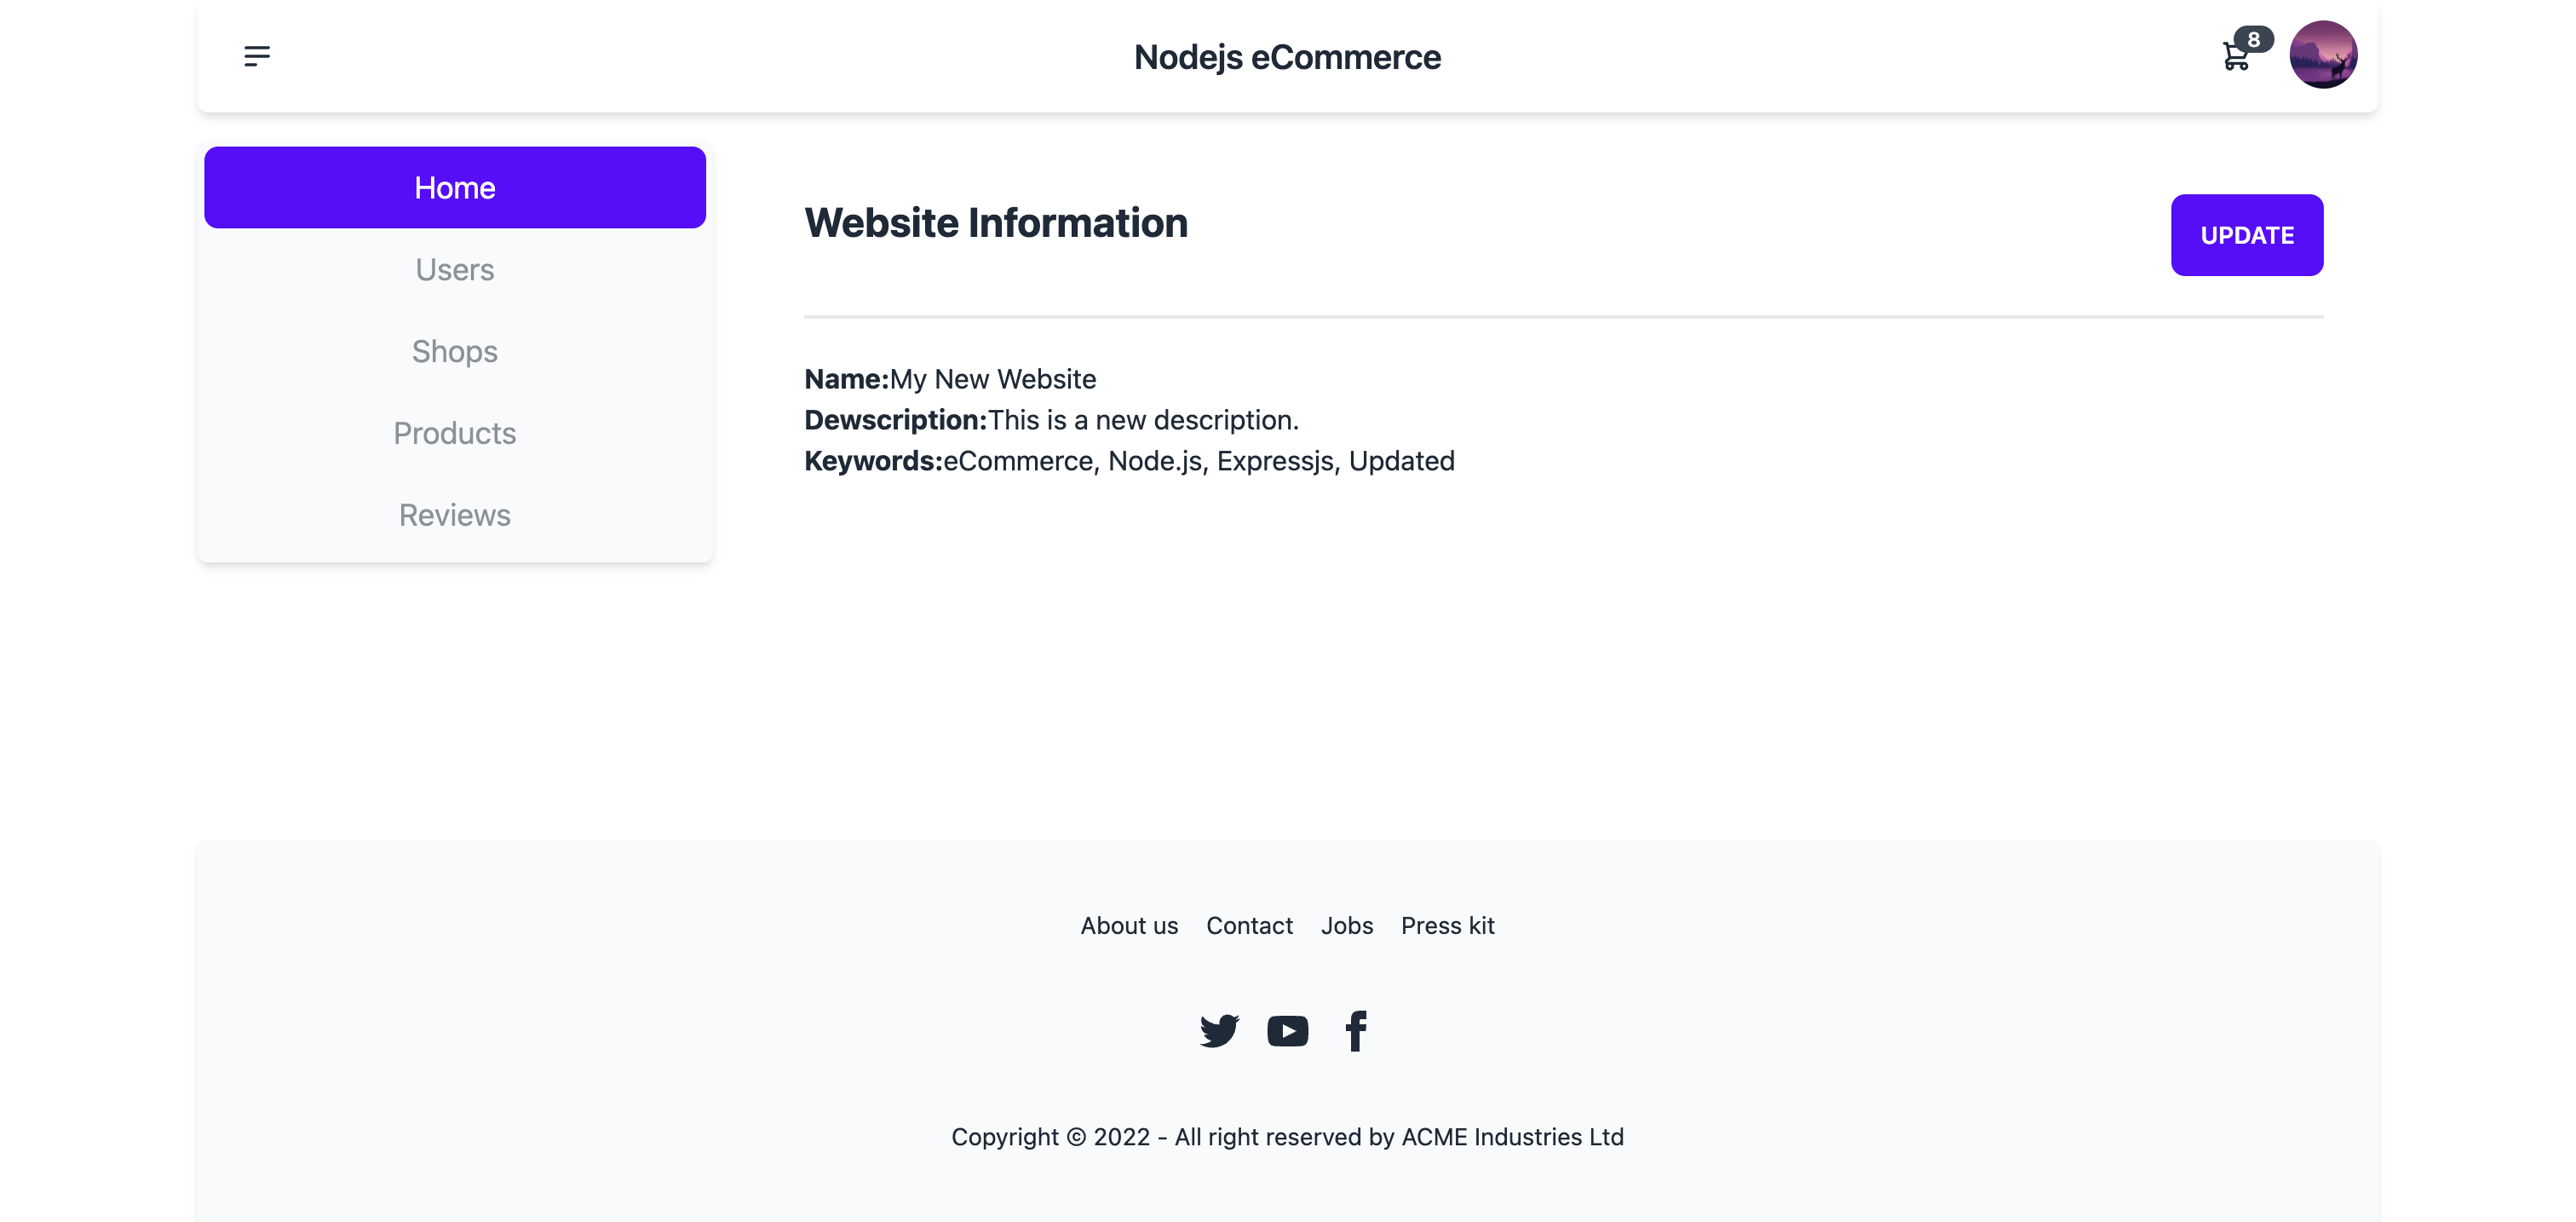 Nodejs eCommerce
8
Home
Users
Shops
Products
Reviews
Website Information
UPDATE
Name:My New Website
Dewscription:This is a new description.
Keywords:eCommerce, Node.js, Expressjs, Updated
About us Contact Jobs Press kit
Copyright © 2022 - All right reserved by ACME Industries Ltd